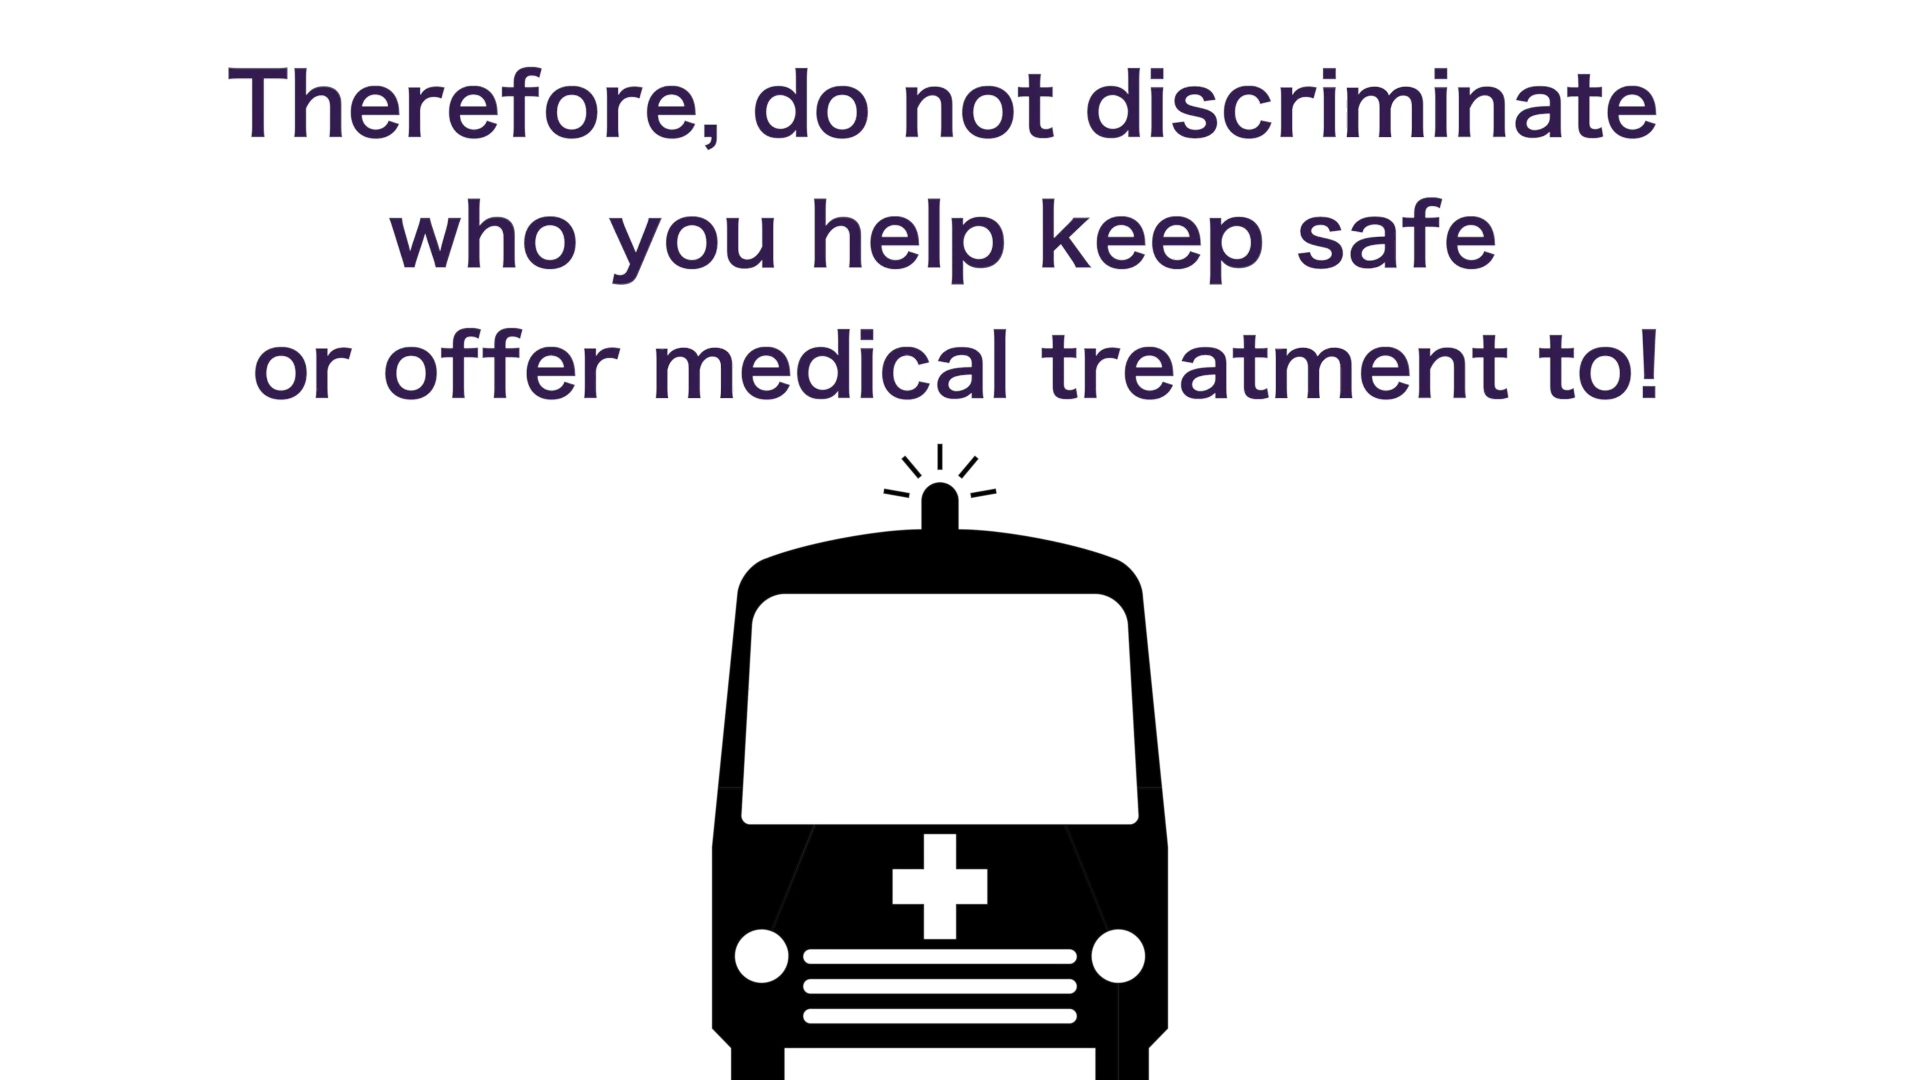 Therefore, do not discriminate
who you help keep safe
or offer medical treatment to!